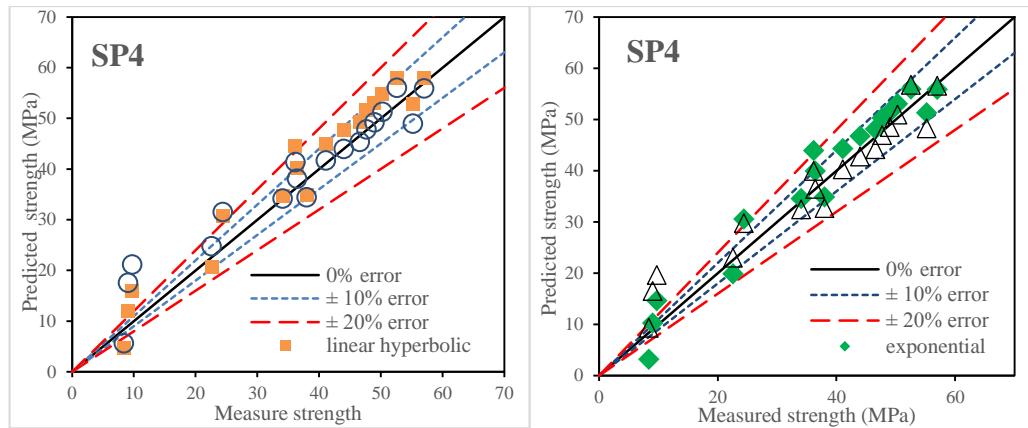 SP4
Predicted strength (MPa)
70
60
50
40
30
20
10
0
0% error
± 10% error
± 20% error
linear hyperbolic
0 10 20 30 40 50 60 70
Measure strength
SP4
Predicted strength (MPa)
70
60
50
40
30
20
10
0
0% error
± 10% error
± 20% error
exponential
0 20 40 60
Measured strength (MPa)